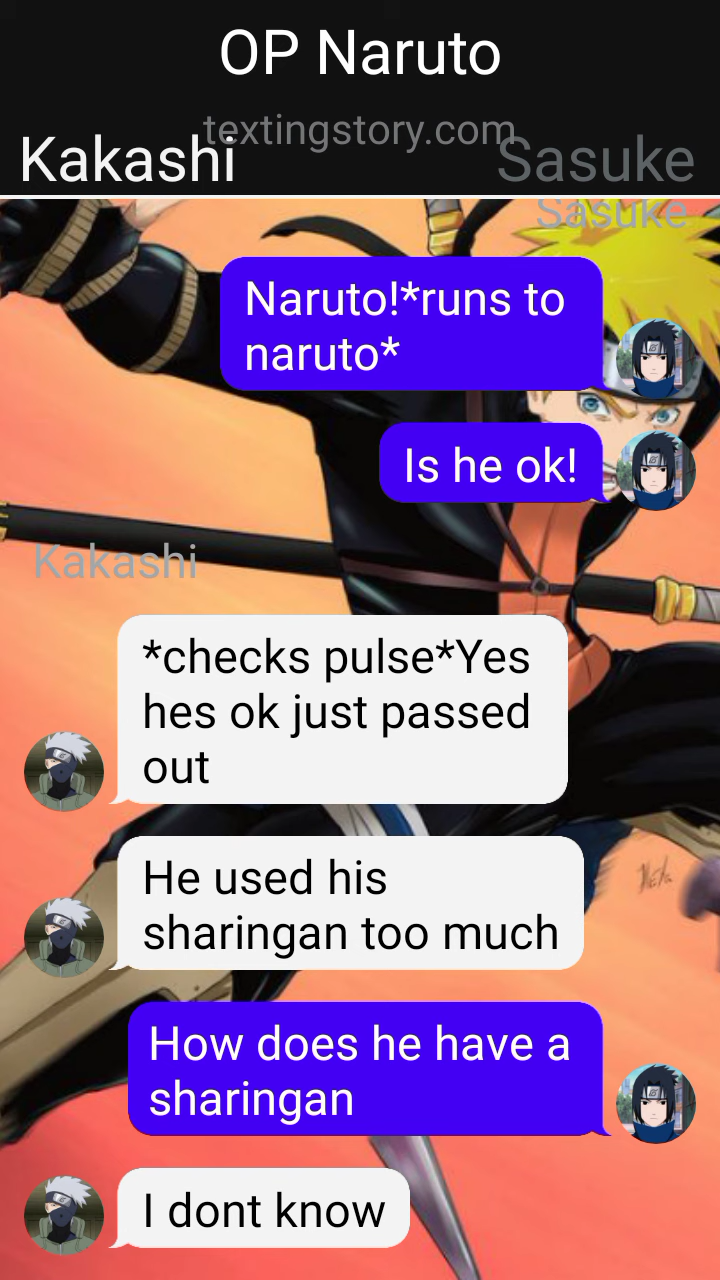 OP Naruto
textingstory.com
Kakashi
Sasuke
Sasuke
Naruto!*runs to
naruto*
Is he ok!
Kakashi
*checks pulse*Yes
hes ok just passed
out
He used his
sharingan too much
How does he have a
sharingan
I dont know